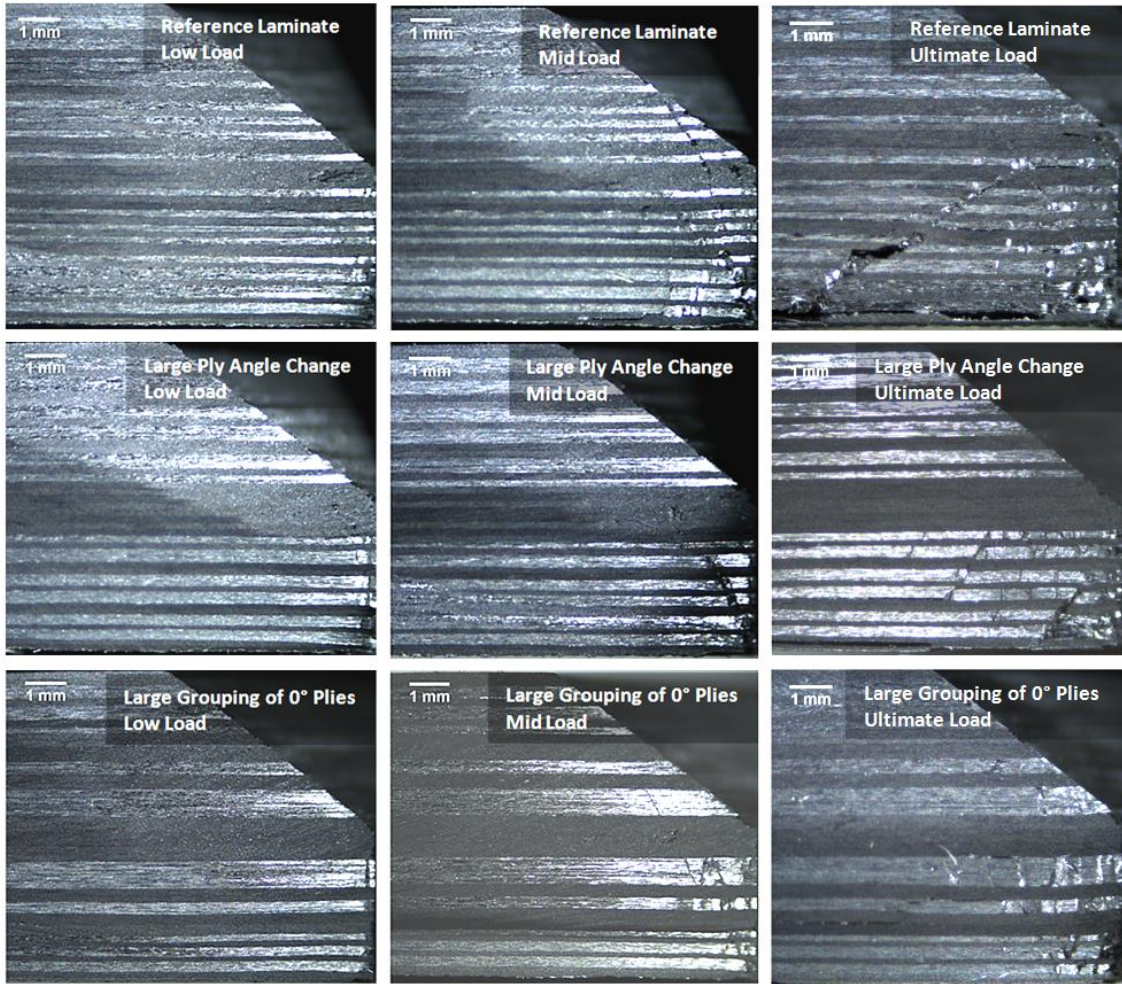 1 mm
Reference Laminate
Low Load
1 mm
Reference Laminate
Mid Load
1 mm
Reference Laminate
Ultimate Load
1 mm
Large Ply Angle Change
Low Load
1 mm
Large Ply Angle Change
Mid Load
1 mm
Large Ply Angle Change
Ultimate Load
1 mm
Large Grouping of 0° Plies
Low Load
1 mm
Large Grouping of 0° Plies
Mid Load
1 mm
Large Grouping of 0° Plies
Ultimate Load